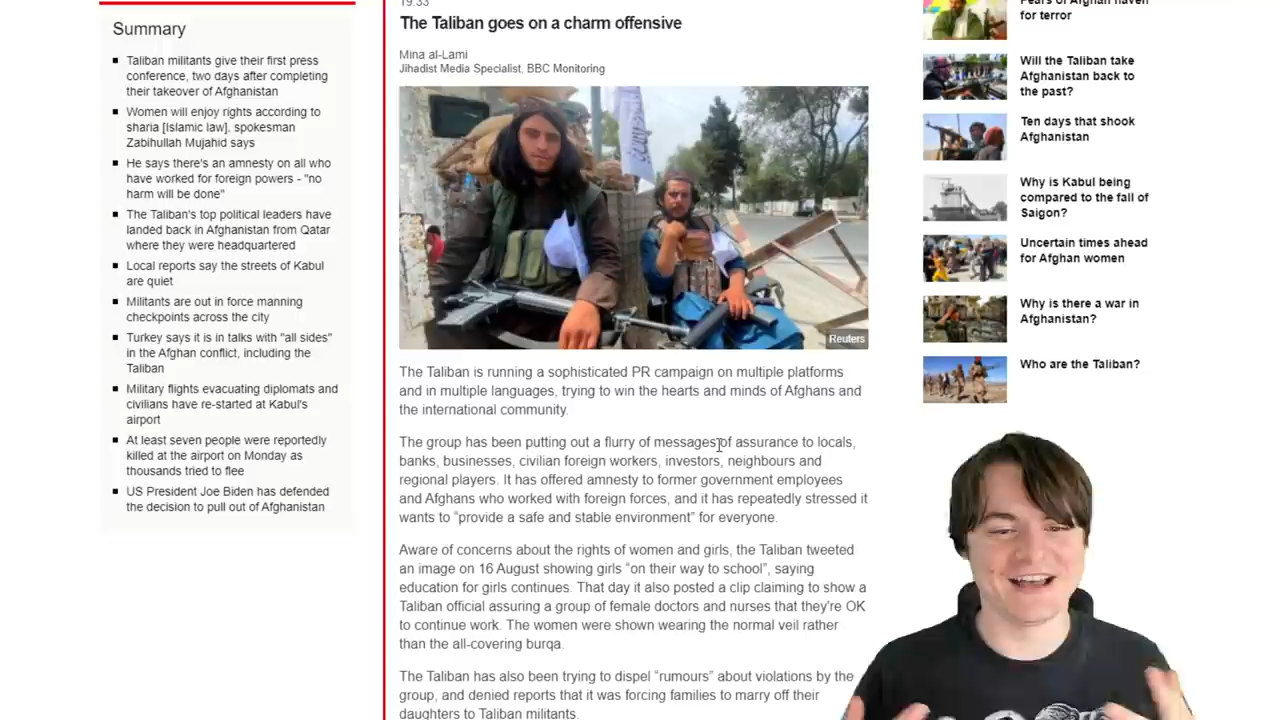 Summary
Taliban militants give their first press
conference, two days after completing
their takeover of Afghanistan
Women will enjoy rights according to
sharia [Islamic law], spokesman
Zabihullah Mujahid says
He says there's an amnesty on all who
have worked for foreign powers - "no
harm will be done"
The Taliban's top political leaders have
landed back in Afghanistan from Qatar
where they were headquartered
Local reports say the streets of Kabul
are quiet
Militants are out in force manning
checkpoints across the city
Turkey says it is in talks with "all sides"
in the Afghan conflict, including the
Taliban
Military flights evacuating diplomats and
civilians have re-started at Kabul's
airport
At least seven people were reportedly
killed at the airport on Monday as
thousands tried to flee
US President Joe Biden has defended
the decision to pull out of Afghanistan
19:33
The Taliban goes on a charm offensive
Mina al-Lami
Jihadist Media Specialist, BBC Monitoring
Reuters
The Taliban is running a sophisticated PR campaign on multiple platforms
and in multiple languages, trying to win the hearts and minds of Afghans and
the international community.
The group has been putting out a flurry of messages of assurance to locals,
banks, businesses, civilian foreign workers, investors, neighbours and
regional players. It has offered amnesty to former government employees
and Afghans who worked with foreign forces, and it has repeatedly stressed it
wants to “provide a safe and stable environment” for everyone.
Aware of concerns about the rights of women and girls, the Taliban tweeted
an image on 16 August showing girls “on their way to school”, saying
education for girls continues. That day it also posted a clip claiming to show a
Taliban official assuring a group of female doctors and nurses that they're OK
to continue work. The women were shown wearing the normal veil rather
than the all-covering burqa.
The Taliban has also been trying to dispel “rumours” about violations by the
group, and denied reports that it was forcing families to marry off their
daughters to Taliban militants.
Fears of Afghan haven
for terror
Will the Taliban take
Afghanistan back to
the past?
Ten days that shook
Afghanistan
Why is Kabul being
compared to the fall of
Saigon?
Uncertain times ahead
for Afghan women
Why is there a war in
Afghanistan?
Who are the Taliban?